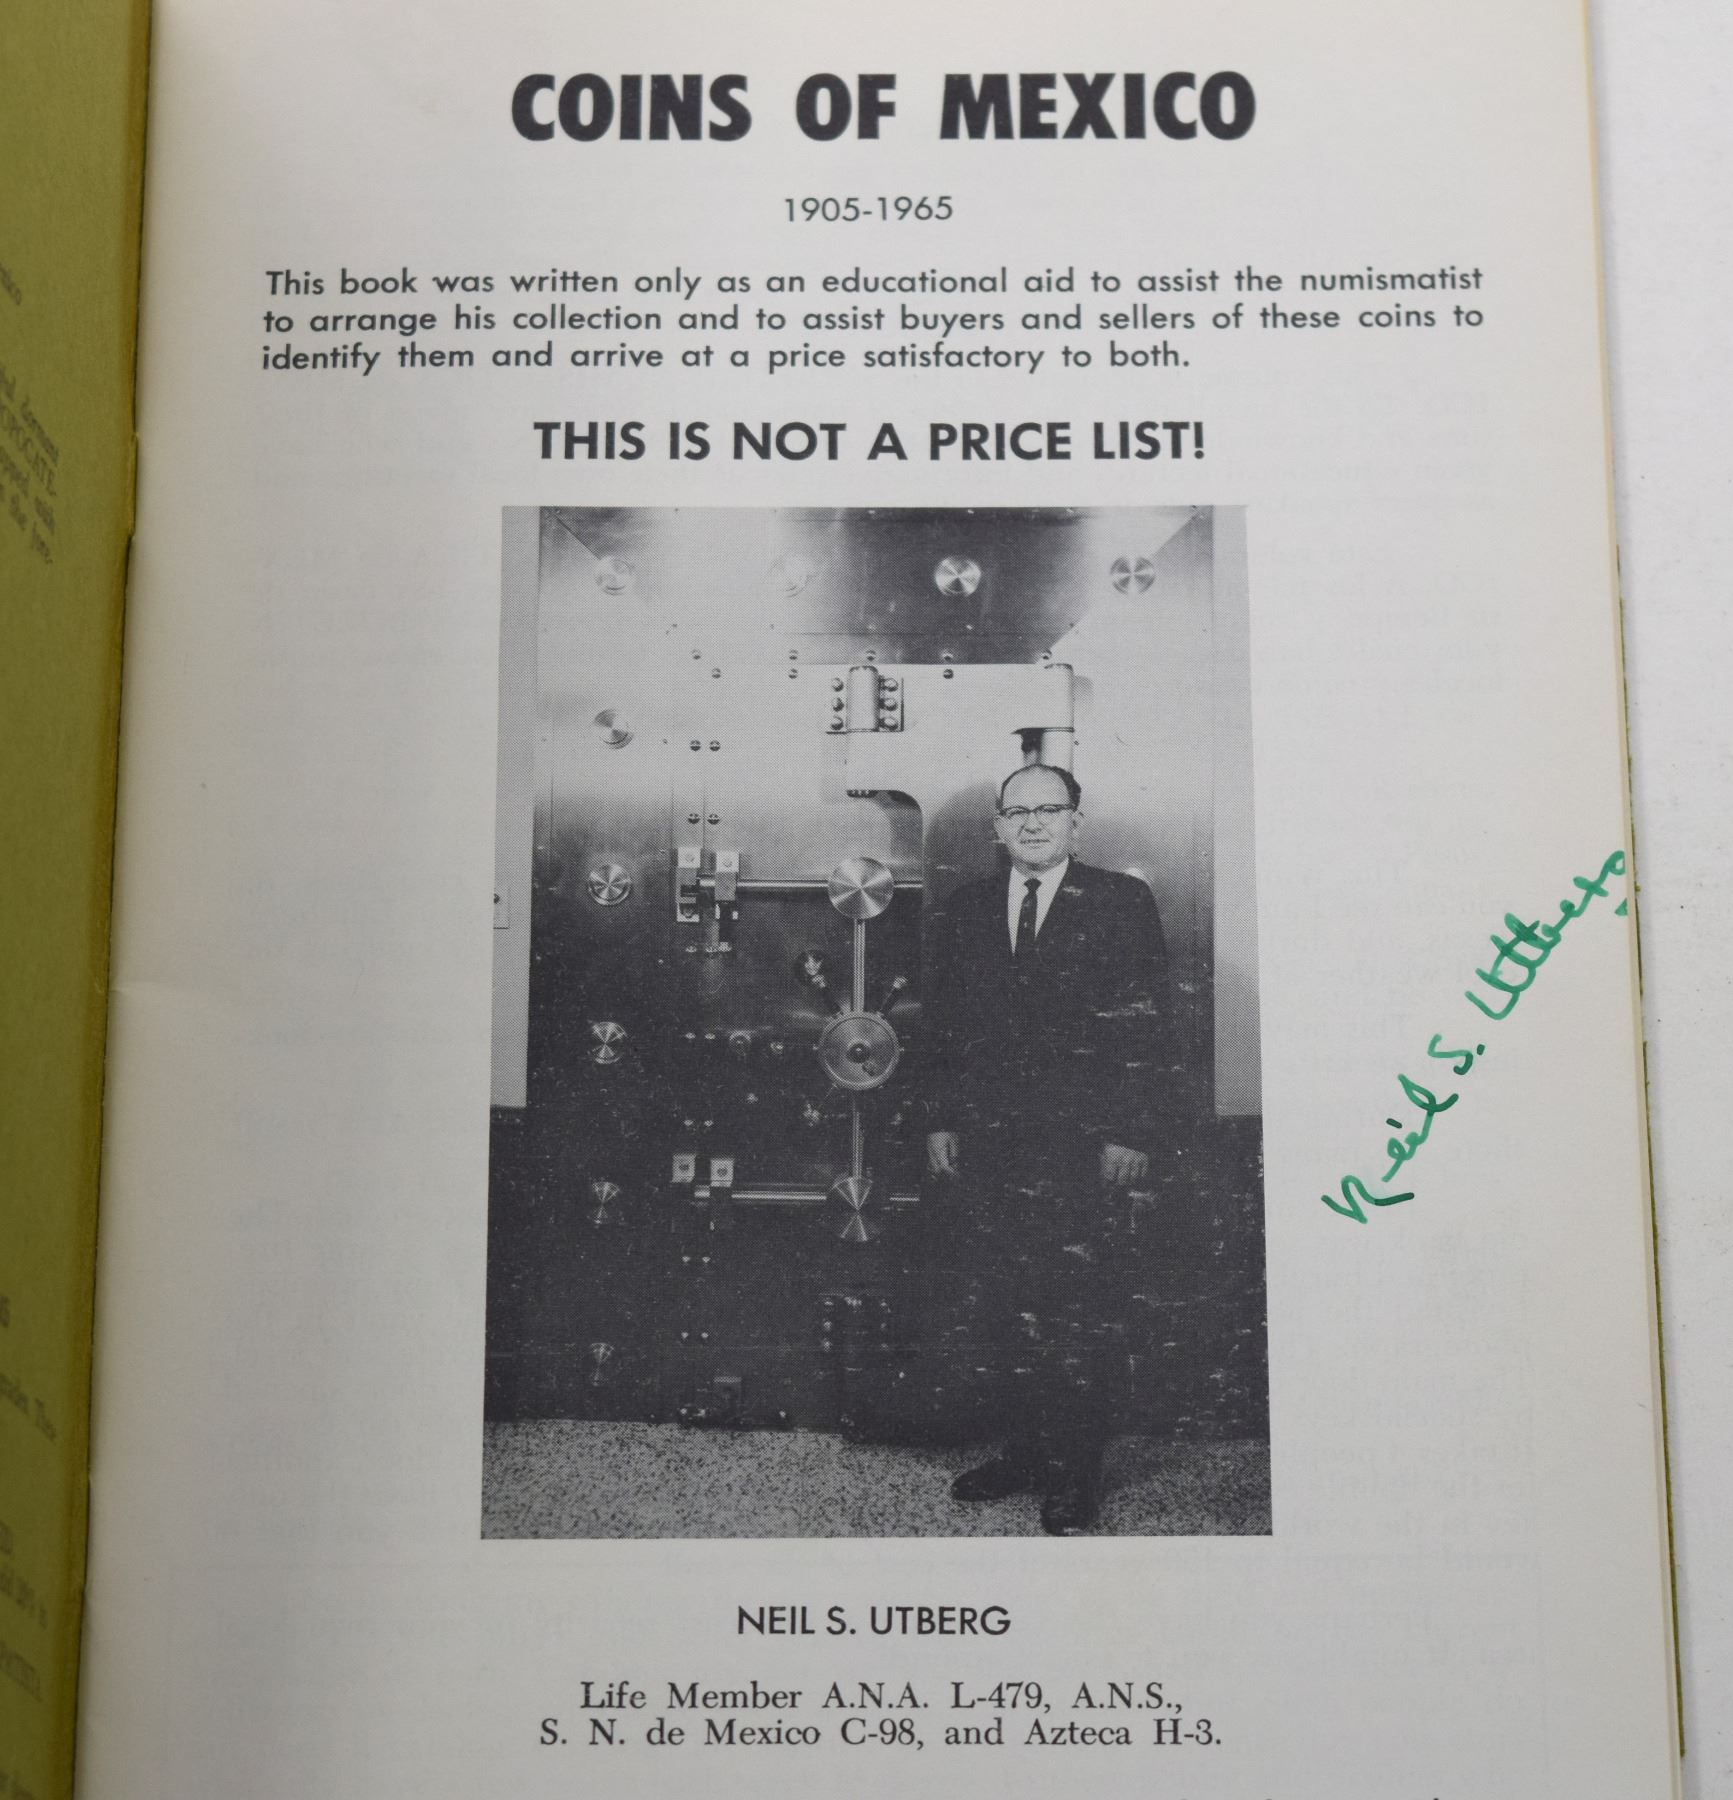 COINS OF MEXICO
1905-1965
This book was written only as an educational aid to assist the numismatist
to arrange his collection and to assist buyers and sellers of these coins to
identify them and arrive at a price satisfactory to both.
THIS IS NOT A PRICE LIST!
Neil S. Utberg
NEIL S. UTBERG
Life Member A.N.A. L-479, A.N.S.,
S. N. de Mexico C-98, and Azteca H-3.